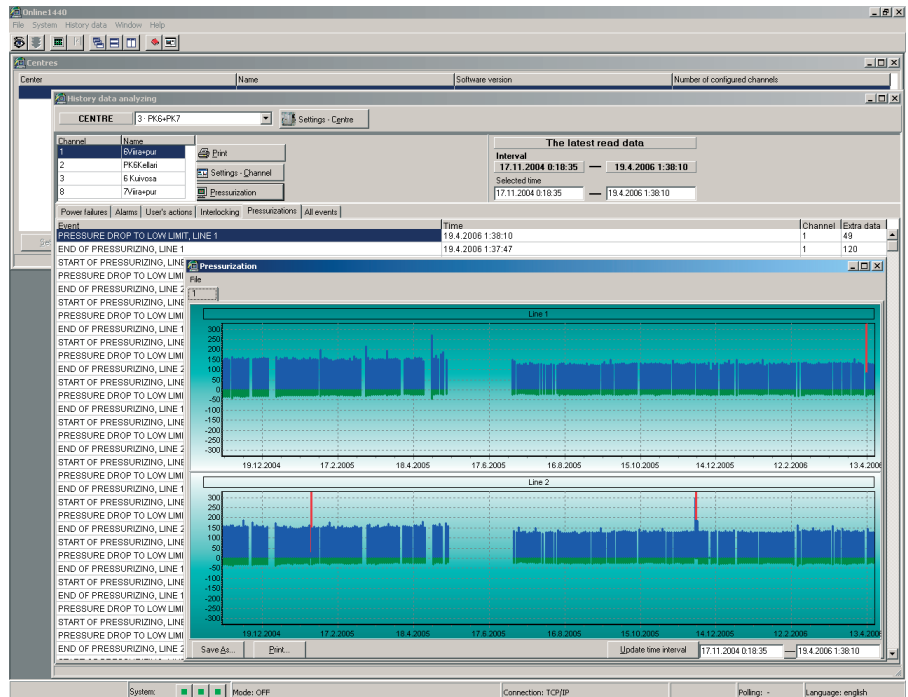 Online1440
File System History data Window Help
Centres
Center Name Software version Number of configured channels
History data analyzing
CENTRE 3 - PK6+PK7 Settings - Centre
Channel Name
1 6Viira+pur
2 PK6Kellari
3 6 Kuivosa
8 7Viira+pur
Print
Settings - Channel
Pressurization
The latest read data
Interval
17.11.2004 0:18:35 — 19.4.2006 1:38:10
Selected time
17.11.2004 0:18:35 — 19.4.2006 1:38:10
Power failures Alarms User's actions Interlocking Pressurizations All events
Event Time Channel Extra data
PRESSURE DROP TO LOW LIMIT, LINE 1 19.4.2006 1:38:10 1 49
END OF PRESSURIZING, LINE 1 19.4.2006 1:37:47 1 120
START OF PRESSURIZING, LINE
PRESSURE DROP TO LOW LIMI
END OF PRESSURIZING, LINE 2
START OF PRESSURIZING, LINE
PRESSURE DROP TO LOW LIMI
END OF PRESSURIZING, LINE 1
START OF PRESSURIZING, LINE
PRESSURE DROP TO LOW LIMI
END OF PRESSURIZING, LINE 2
START OF PRESSURIZING, LINE
PRESSURE DROP TO LOW LIMI
END OF PRESSURIZING, LINE 1
START OF PRESSURIZING, LINE
PRESSURE DROP TO LOW LIMI
END OF PRESSURIZING, LINE 2
START OF PRESSURIZING, LINE
PRESSURE DROP TO LOW LIMI
END OF PRESSURIZING, LINE 1
START OF PRESSURIZING, LINE
PRESSURE DROP TO LOW LIMI
END OF PRESSURIZING, LINE 2
START OF PRESSURIZING, LINE
PRESSURE DROP TO LOW LIMI
END OF PRESSURIZING, LINE 1
START OF PRESSURIZING, LINE
END OF PRESSURIZING, LINE 2
PRESSURE DROP TO LOW LIMI
START OF PRESSURIZING, LINE
PRESSURE DROP TO LOW LIMI
END OF PRESSURIZING, LINE 2
Pressurization
File
1
Line 1
300
250
200
150
100
50
0
-50
-100
-150
-200
-250
-300
19.12.2004 17.2.2005 18.4.2005 17.6.2005 16.8.2005 15.10.2005 14.12.2005 12.2.2006 13.4.2006
Line 2
300
250
200
150
100
50
0
-50
-100
-150
-200
-250
-300
19.12.2004 17.2.2005 18.4.2005 17.6.2005 16.8.2005 15.10.2005 14.12.2005 12.2.2006 13.4.2006
Save As... Print... Update time interval 17.11.2004 0:18:35 — 19.4.2006 1:38:10
System: Mode: OFF Connection: TCP/IP Polling: - Language: english